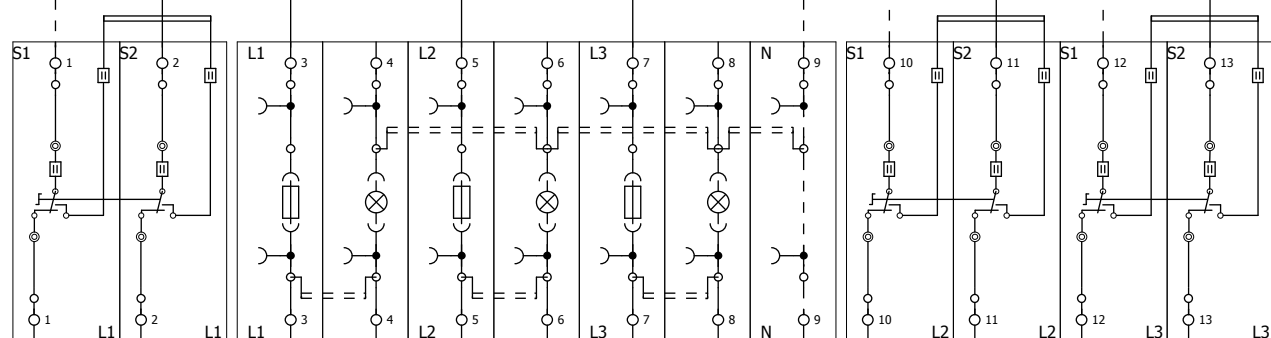 S1 S2 L1 L2 L3 N S1 S2 S1 S2
1 2 3 4 5 6 7 8 9 10 11 12 13
1 2 3 4 5 6 7 8 9 10 11 12 13
L1 L1 L1 L2 L3 N L2 L2 L3 L3